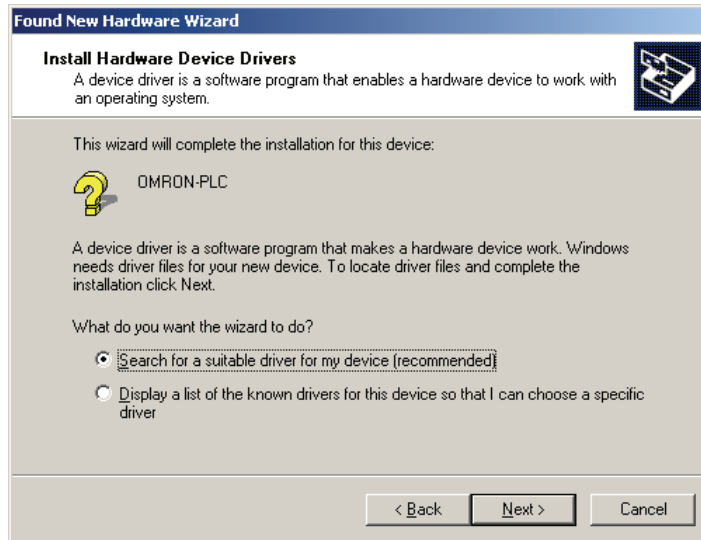 Found New Hardware Wizard
Install Hardware Device Drivers
A device driver is a software program that enables a hardware device to work with
an operating system.
This wizard will complete the installation for this device:
OMRON-PLC
A device driver is a software program that makes a hardware device work. Windows
needs driver files for your new device. To locate driver files and complete the
installation click Next.
What do you want the wizard to do?
Search for a suitable driver for my device (recommended)
Display a list of the known drivers for this device so that I can choose a specific
driver
< Back Next > Cancel